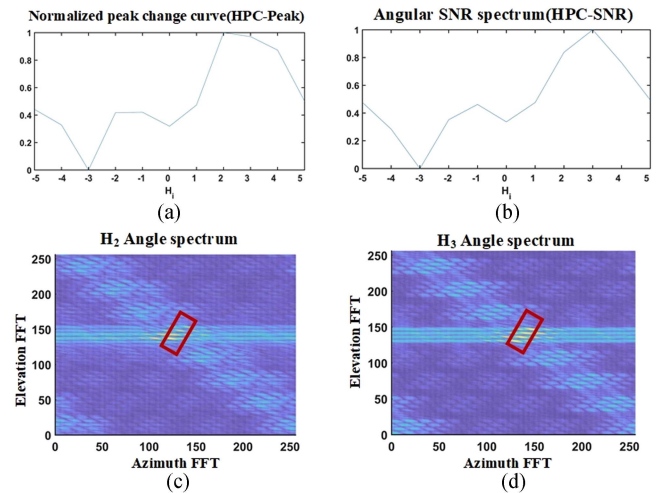 Normalized peak change curve(HPC-Peak)
1
0.8
0.6
0.4
0.2
0
-5 -4 -3 -2 -1 0 1 2 3 4 5
Hi
(a)
Angular SNR spectrum(HPC-SNR)
1
0.8
0.6
0.4
0.2
0
-5 -4 -3 -2 -1 0 1 2 3 4 5
Hi
(b)
H2 Angle spectrum
Elevation FFT
250
200
150
100
50
0 50 100 150 200 250
Azimuth FFT
(c)
H3 Angle spectrum
Elevation FFT
250
200
150
100
50
0 50 100 150 200 250
Azimuth FFT
(d)